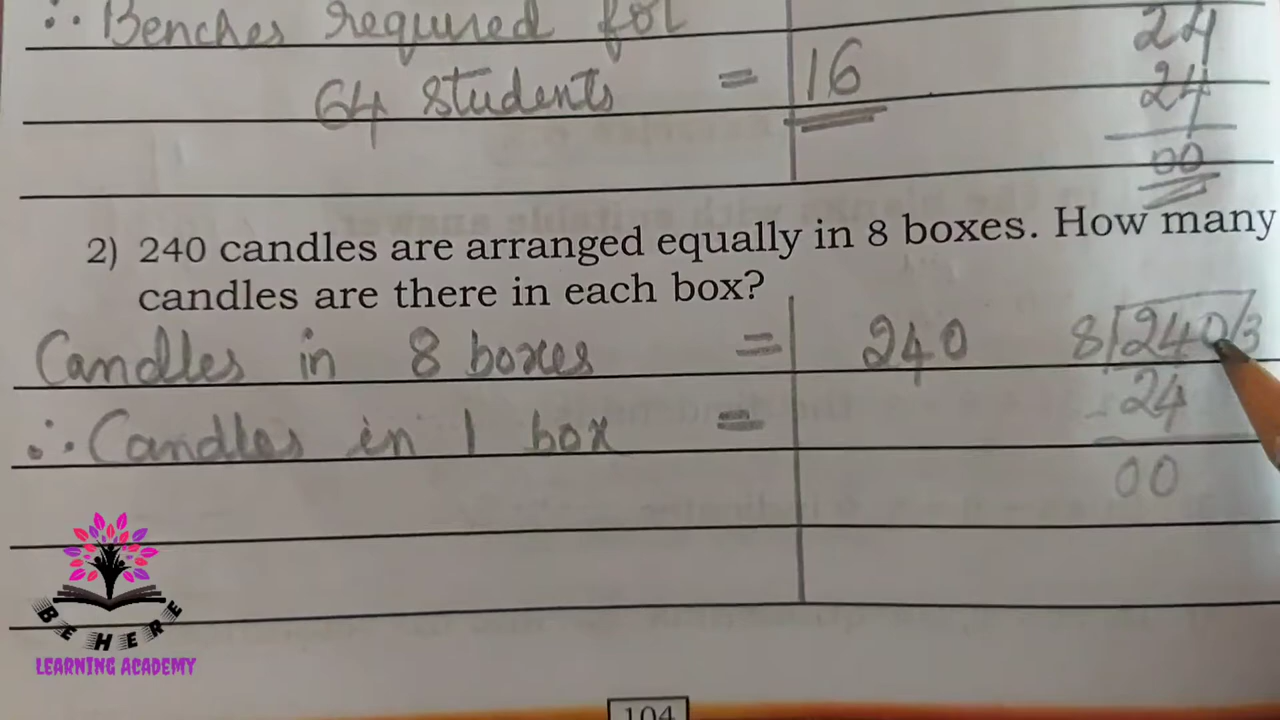 ∴ Benches required for
24
64 students = 16
24
00
2) 240 candles are arranged equally in 8 boxes. How many
candles are there in each box?
Candles in 8 boxes = 240
8 240 3
∴ Candles in 1 box =
- 24
00
BEHERE
LEARNING ACADEMY
104